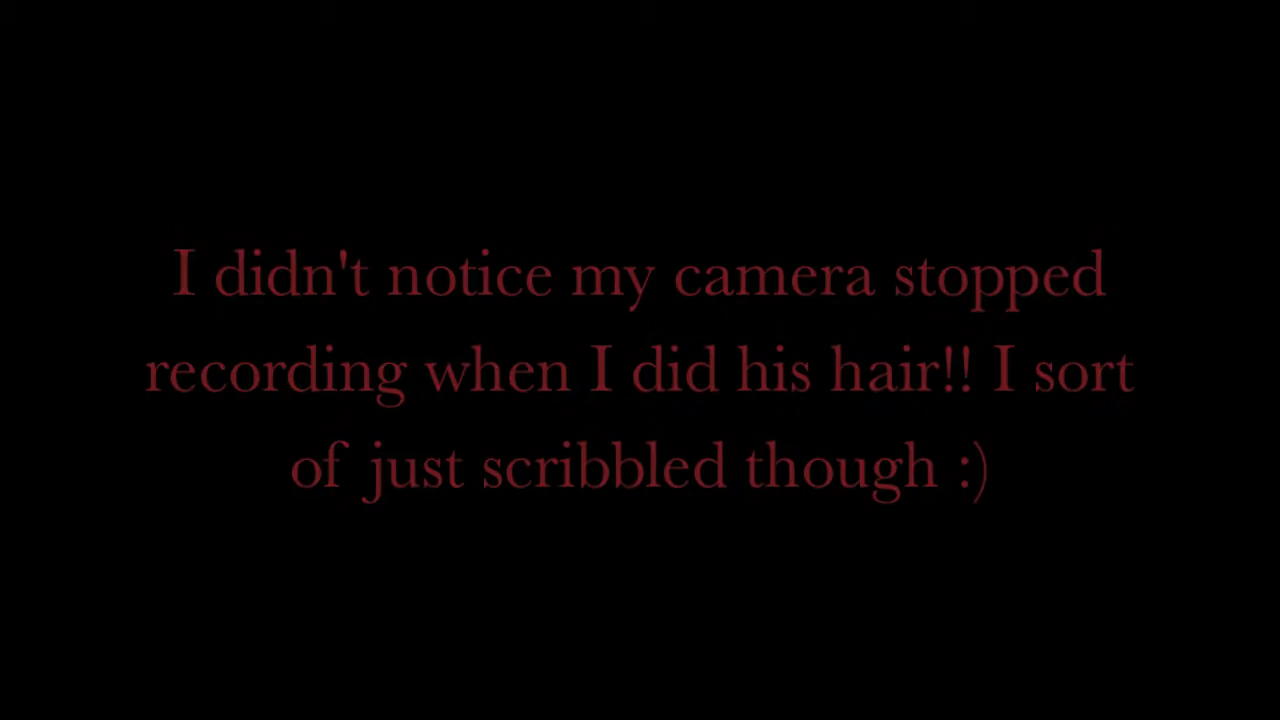 I didn't notice my camera stopped
recording when I did his hair!! I sort
of just scribbled though :)